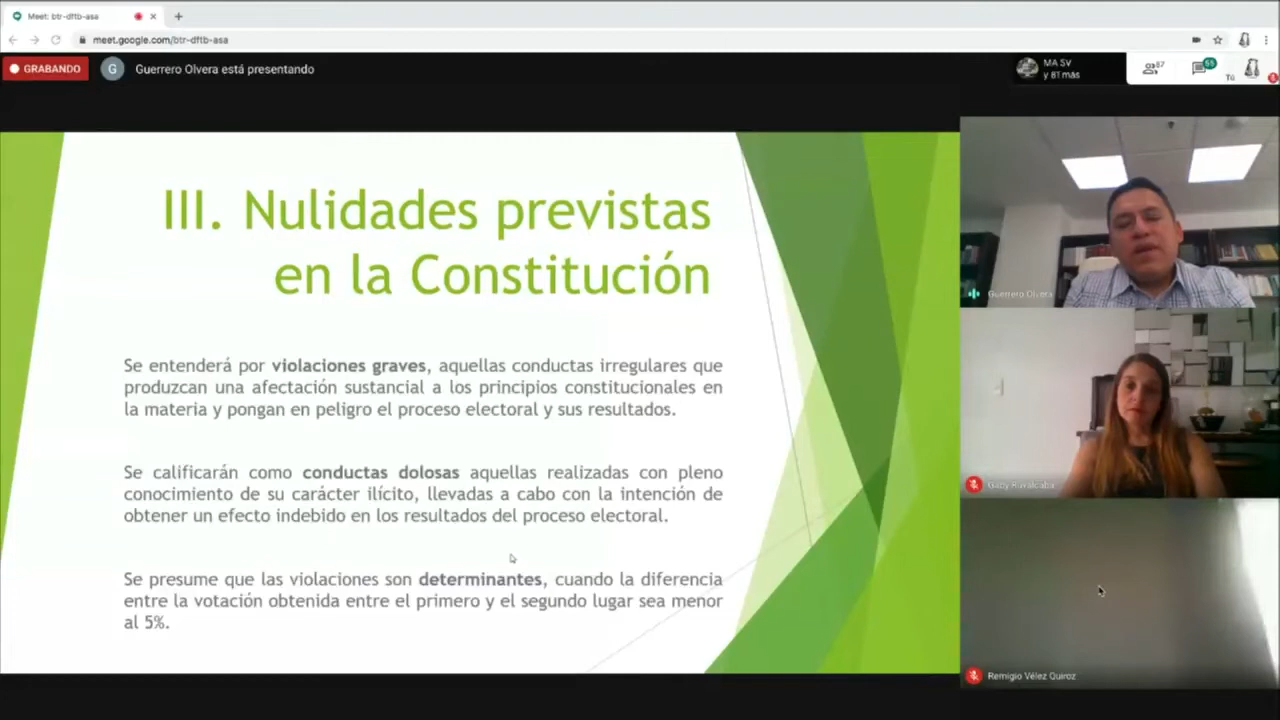 Meet: btr-dftb-asa
meet.google.com/btr-dftb-asa
GRABANDO
G
Guerrero Olvera está presentando
MA SV
y 81 más
87
55
Tú
III. Nulidades previstas
en la Constitución
Se entenderá por violaciones graves, aquellas conductas irregulares que
produzcan una afectación sustancial a los principios constitucionales en
la materia y pongan en peligro el proceso electoral y sus resultados.
Se calificarán como conductas dolosas aquellas realizadas con pleno
conocimiento de su carácter ilícito, llevadas a cabo con la intención de
obtener un efecto indebido en los resultados del proceso electoral.
Se presume que las violaciones son determinantes, cuando la diferencia
entre la votación obtenida entre el primero y el segundo lugar sea menor
al 5%.
Guerrero Olvera
Gaby Ruvalcaba
Remigio Vélez Quiroz